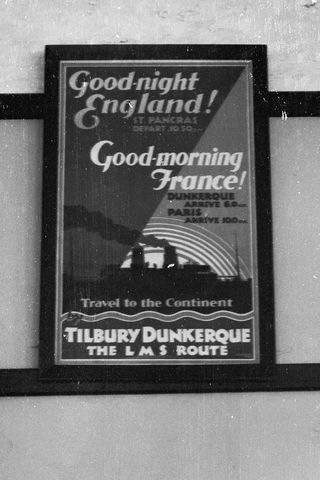 Good-night
England!
ST. PANCRAS
DEPART 10.30 P.M.
Good-morning
France!
DUNKERQUE
ARRIVE 6.0 A.M.
PARIS
ARRIVE 10.0 A.M.
Travel to the Continent
By
TILBURY DUNKERQUE
THE L M S ROUTE